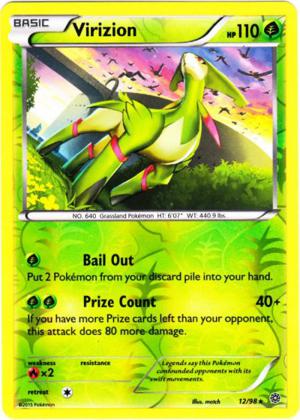 BASIC
Virizion
HP 110
NO. 640 Grassland Pokémon HT: 6'07" WT: 440.9 lbs.
Bail Out
Put 2 Pokémon from your discard pile into your hand.
Prize Count 40+
If you have more Prize cards left than your opponent,
this attack does 80 more damage.
weakness
resistance
×2
retreat
Legends say this Pokémon
confounded opponents with its
swift movements.
©2015 Pokémon
Illus. match
12/98 ★